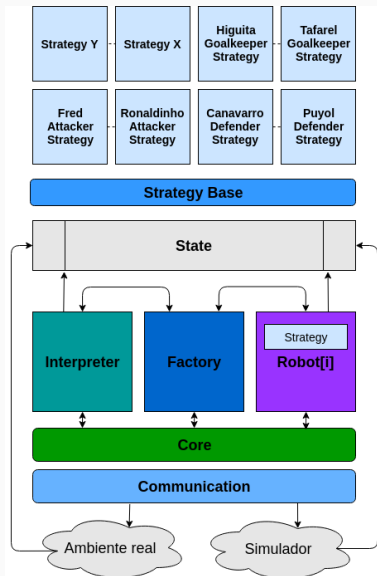 Strategy Y
Strategy X
Higuita
Goalkeeper
Strategy
Tafarel
Goalkeeper
Strategy
Fred
Attacker
Strategy
Ronaldinho
Attacker
Strategy
Canavarro
Defender
Strategy
Puyol
Defender
Strategy
Strategy Base
State
Interpreter
Factory
Strategy
Robot[i]
Core
Communication
Ambiente real
Simulador